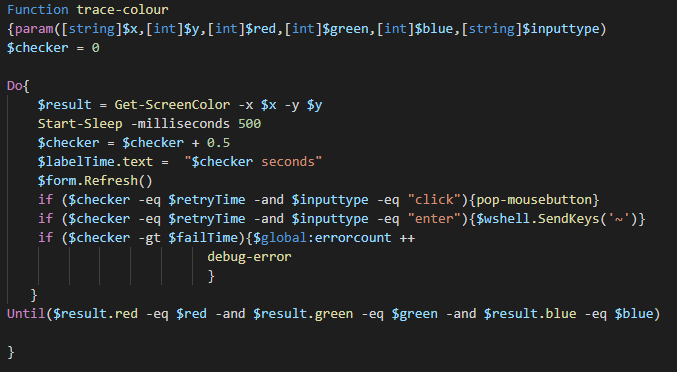 Function trace-colour
{param([string]$x,[int]$y,[int]$red,[int]$green,[int]$blue,[string]$inputtype)
$checker = 0
Do{
$result = Get-ScreenColor -x $x -y $y
Start-Sleep -milliseconds 500
$checker = $checker + 0.5
$labelTime.text =  "$checker seconds"
$form.Refresh()
if ($checker -eq $retryTime -and $inputtype -eq "click"){pop-mousebutton}
if ($checker -eq $retryTime -and $inputtype -eq "enter"){$wshell.SendKeys('~')}
if ($checker -gt $failTime){$global:errorcount ++
debug-error
}
}
Until($result.red -eq $red -and $result.green -eq $green -and $result.blue -eq $blue)
}